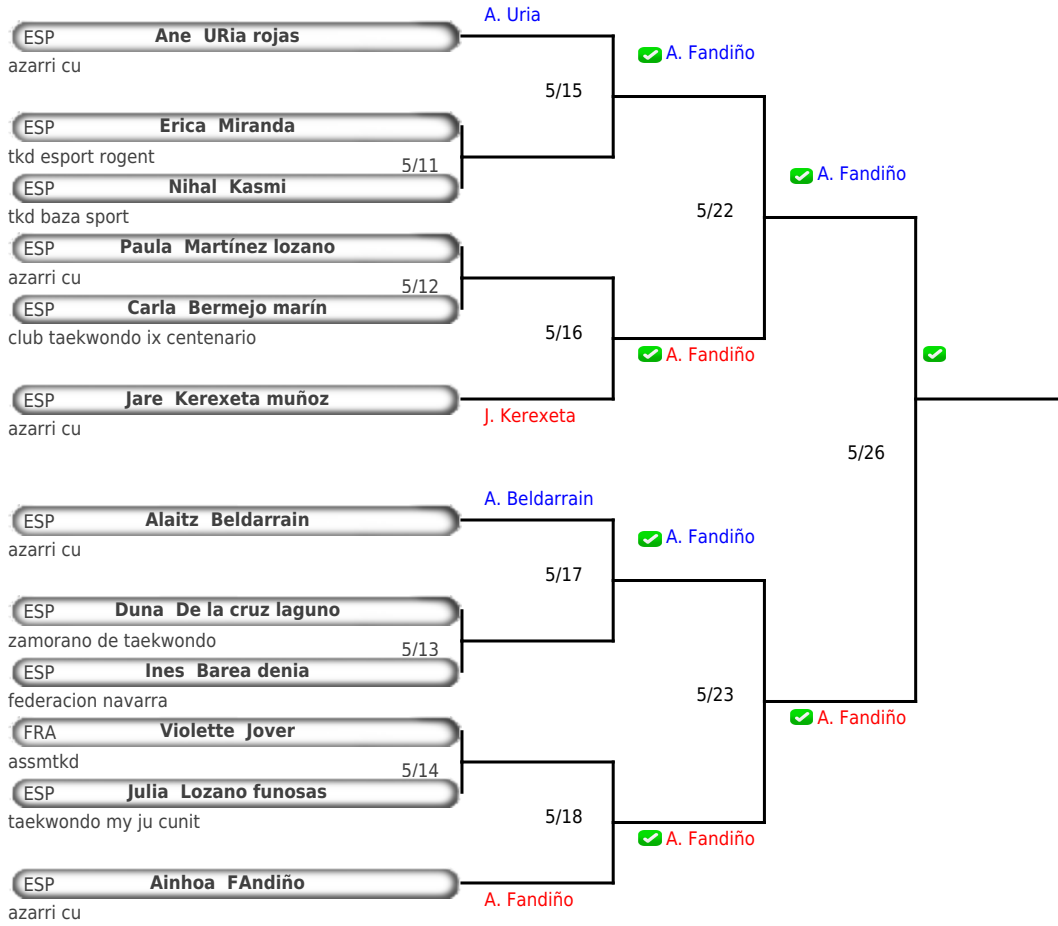 A. Uria
ESP Ane URia rojas
azarri cu
A. Fandiño
5/15
ESP Erica Miranda
tkd esport rogent
5/11
ESP Nihal Kasmi
tkd baza sport
A. Fandiño
5/22
ESP Paula Martínez lozano
azarri cu
5/12
ESP Carla Bermejo marín
club taekwondo ix centenario
5/16
A. Fandiño
ESP Jare Kerexeta muñoz
J. Kerexeta
azarri cu
5/26
A. Beldarrain
ESP Alaitz Beldarrain
azarri cu
A. Fandiño
5/17
ESP Duna De la cruz laguno
zamorano de taekwondo
5/13
ESP Ines Barea denia
federacion navarra
5/23
A. Fandiño
FRA Violette Jover
assmtkd
5/14
ESP Julia Lozano funosas
taekwondo my ju cunit
5/18
A. Fandiño
ESP Ainhoa FAndiño
A. Fandiño
azarri cu